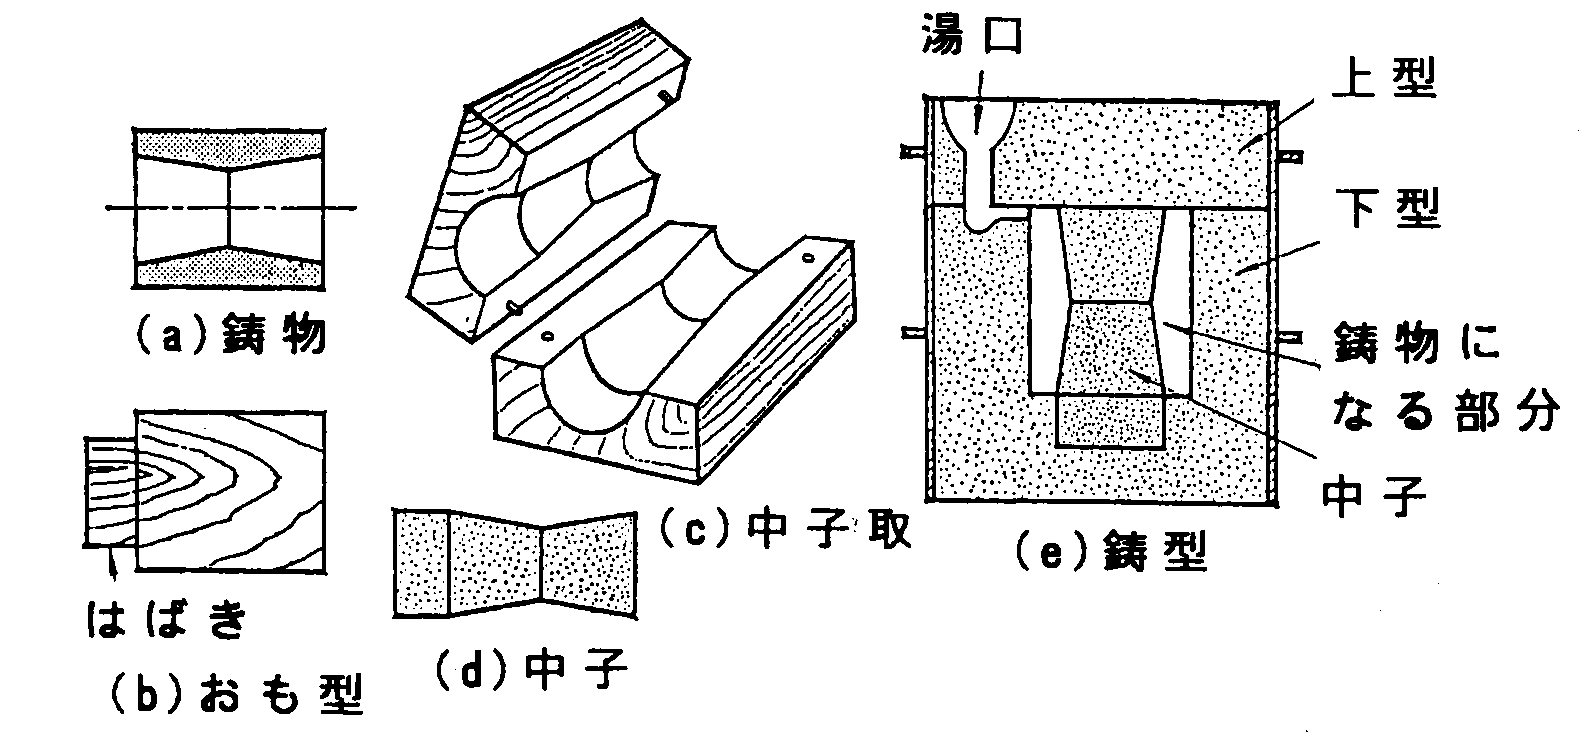 (a)鋳物
はばき
(b)おも型
(c)中子取
(d)中子
湯口
上型
下型
鋳物に
なる部分
中子
(e)鋳型